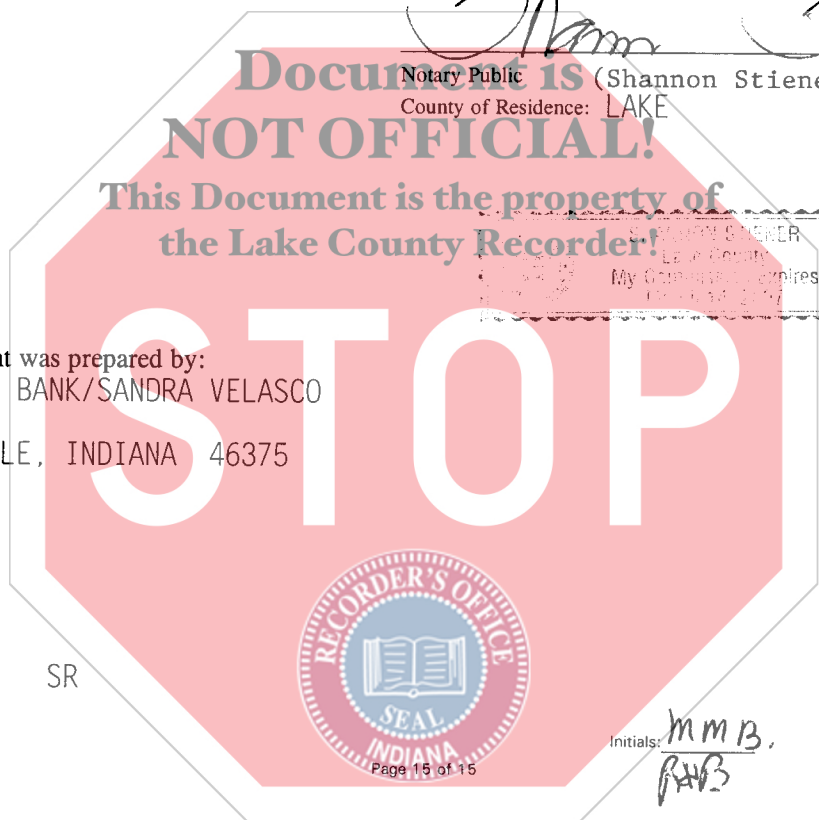 Document is
Notary Public (Shannon Stiene
County of Residence: LAKE
NOT OFFICIAL!
This Document is the property of
the Lake County Recorder!
My
STOP
nt was prepared by:
BANK/SANDRA VELASCO
LE, INDIANA 46375
RECORDER'S OFFICE
SEAL
INDIANA
SR
Initials: MMB.
Page 15 of 15